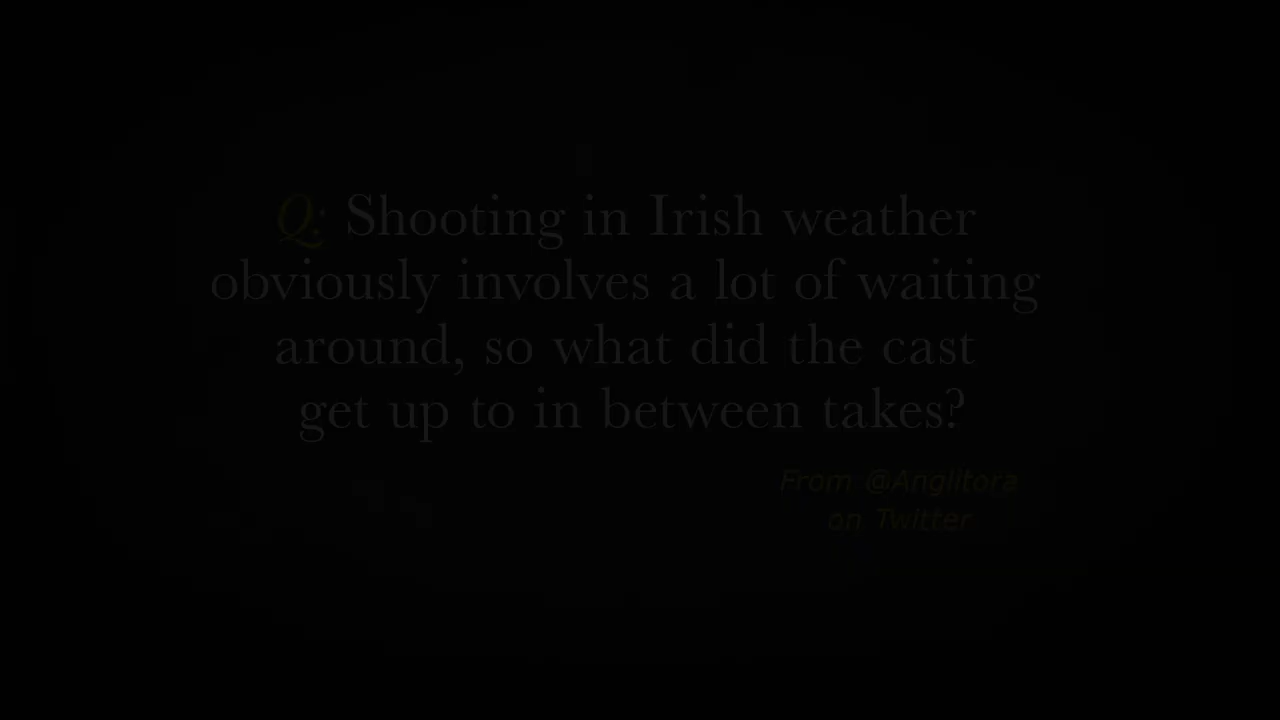 Q: Shooting in Irish weather
obviously involves a lot of waiting
around, so what did the cast
get up to in between takes?
From @Anglitora
on Twitter